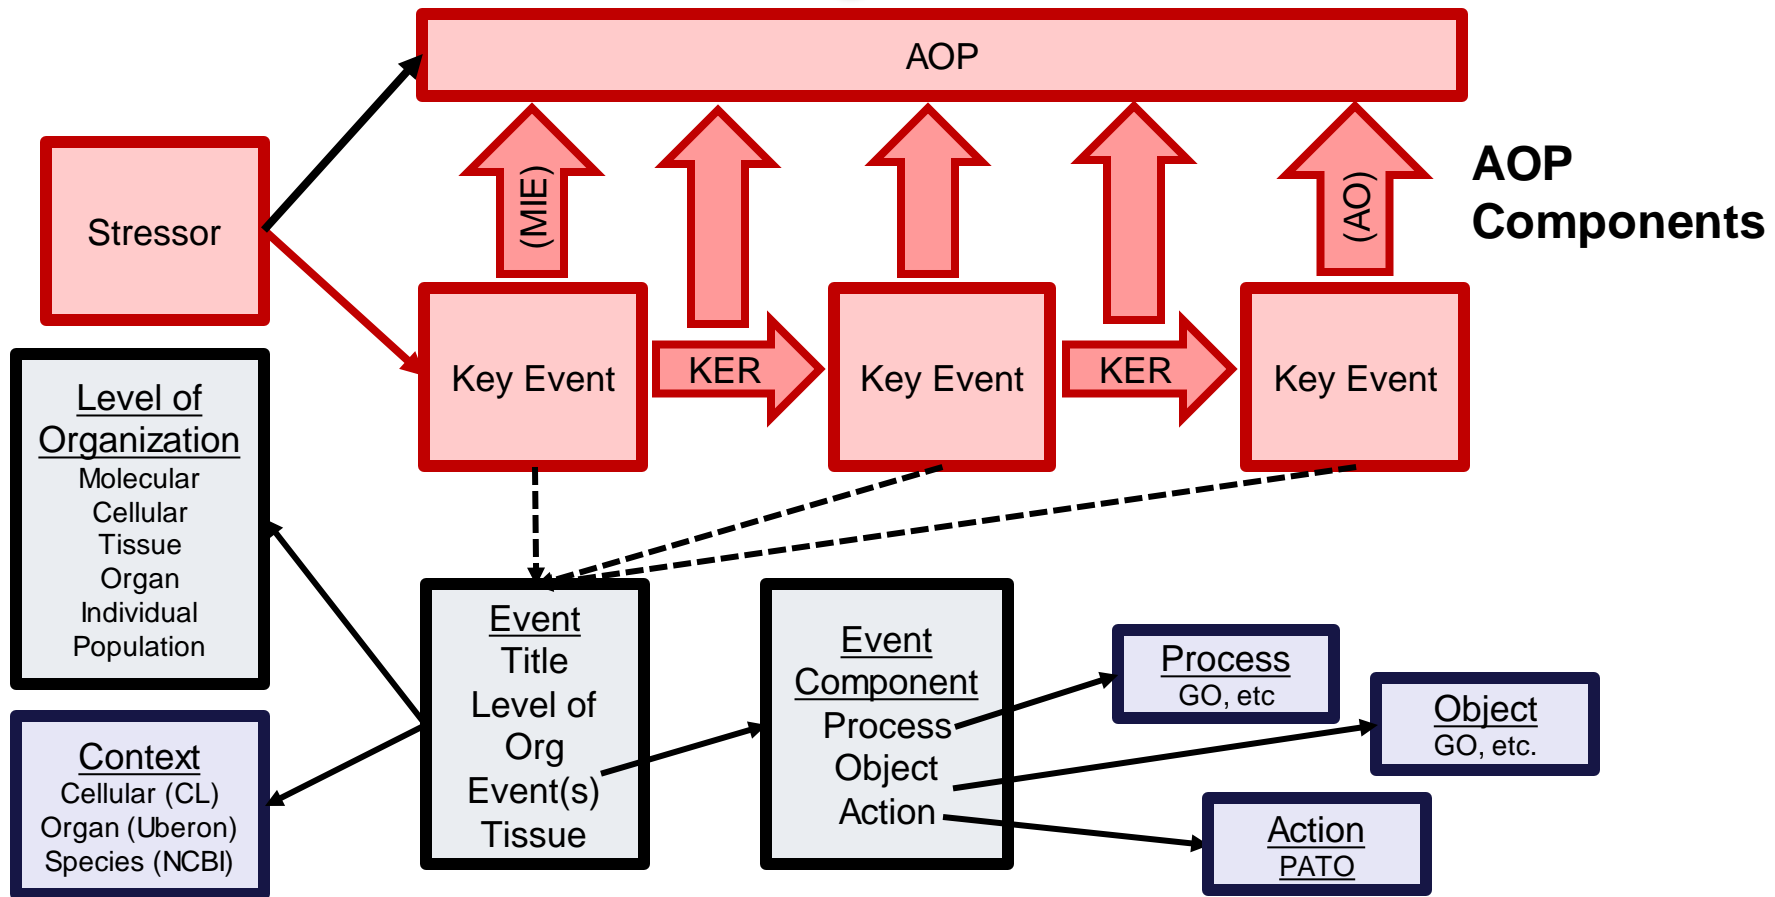 AOP
AOP
Components
Stressor
(MIE)
(AO)
Key Event
KER
Key Event
KER
Key Event
Level of
Organization
Molecular
Cellular
Tissue
Organ
Individual
Population
Context
Cellular (CL)
Organ (Uberon)
Species (NCBI)
Event
Title
Level of
Org
Event(s)
Tissue
Event
Component
Process
Object
Action
Process
GO, etc
Object
GO, etc.
Action
PATO